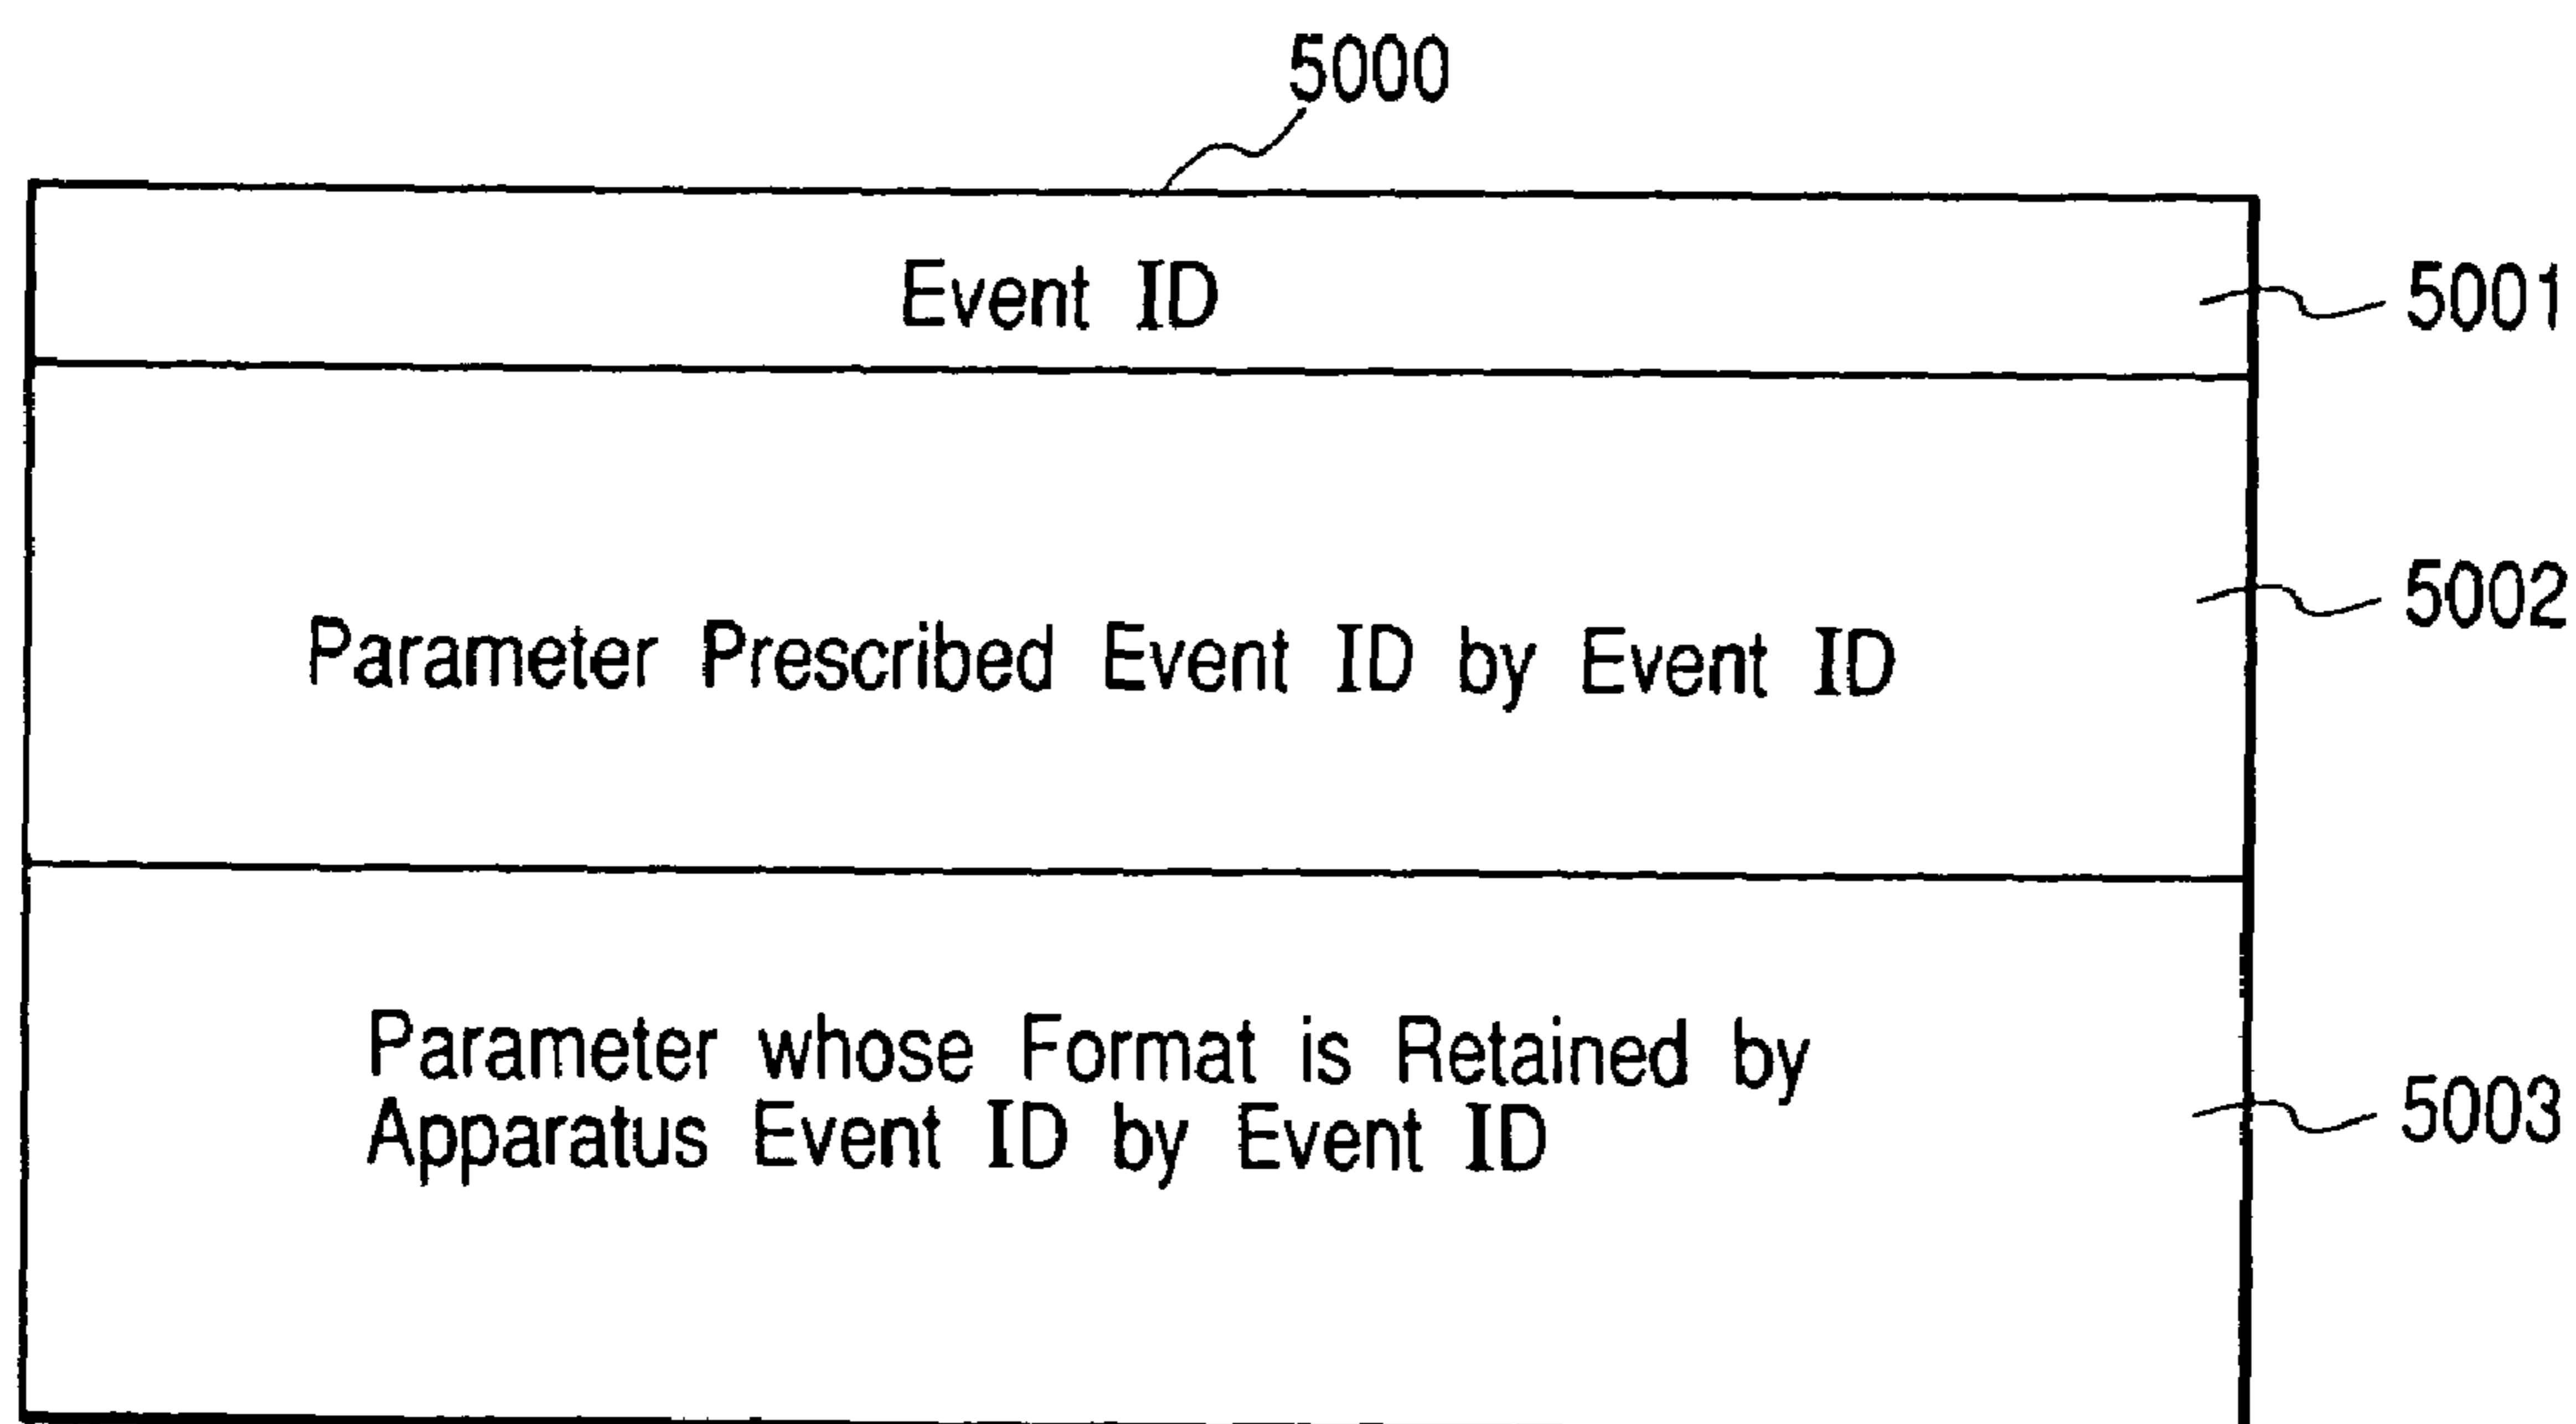 5000
Event ID
5001
Parameter Prescribed Event ID by Event ID
5002
Parameter whose Format is Retained by
Apparatus Event ID by Event ID
5003